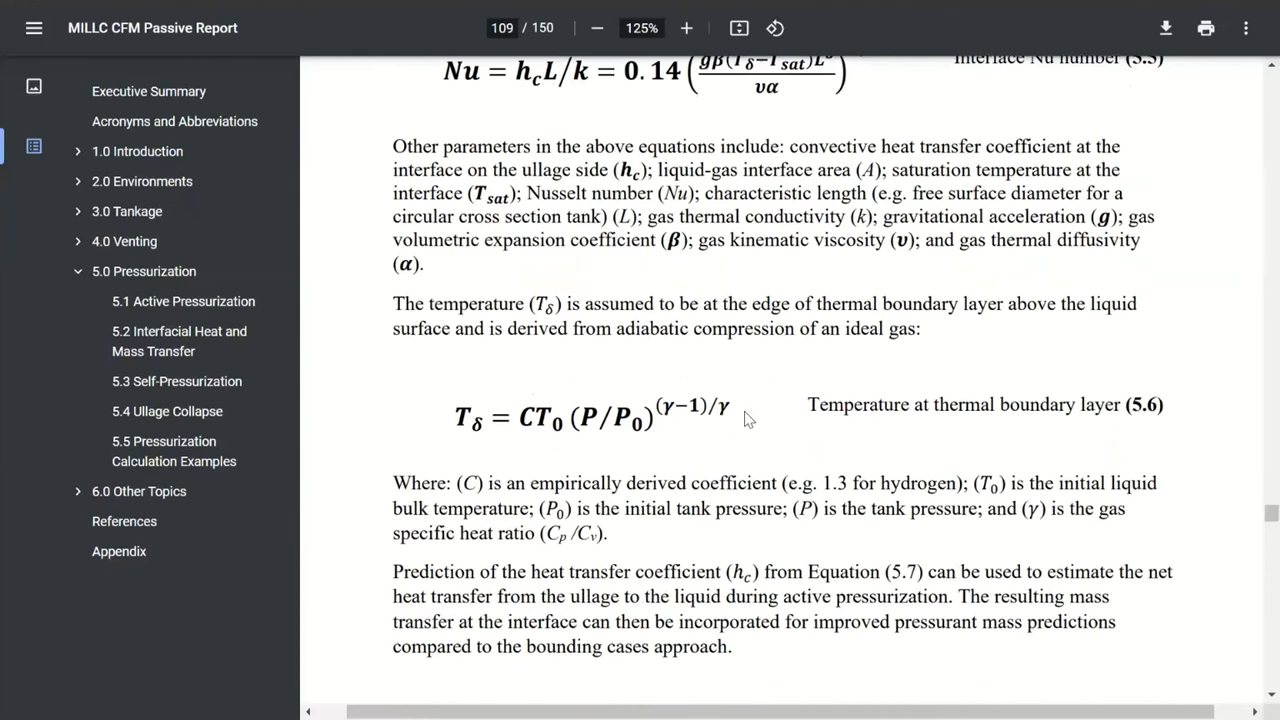 MILLC CFM Passive Report
109 / 150
125%
Executive Summary
Acronyms and Abbreviations
1.0 Introduction
2.0 Environments
3.0 Tankage
4.0 Venting
5.0 Pressurization
5.1 Active Pressurization
5.2 Interfacial Heat and
Mass Transfer
5.3 Self-Pressurization
5.4 Ullage Collapse
5.5 Pressurization
Calculation Examples
6.0 Other Topics
References
Appendix
Nu = h_cL/k = 0.14 (gβ(T_δ−T_sat)L / υα) Interface Nu number (5.5)
Other parameters in the above equations include: convective heat transfer coefficient at the
interface on the ullage side (h_c); liquid-gas interface area (A); saturation temperature at the
interface (T_sat); Nusselt number (Nu); characteristic length (e.g. free surface diameter for a
circular cross section tank) (L); gas thermal conductivity (k); gravitational acceleration (g); gas
volumetric expansion coefficient (β); gas kinematic viscosity (υ); and gas thermal diffusivity
(α).
The temperature (T_δ) is assumed to be at the edge of thermal boundary layer above the liquid
surface and is derived from adiabatic compression of an ideal gas:
T_δ = CT_0 (P/P_0)^(γ−1)/γ Temperature at thermal boundary layer (5.6)
Where: (C) is an empirically derived coefficient (e.g. 1.3 for hydrogen); (T_0) is the initial liquid
bulk temperature; (P_0) is the initial tank pressure; (P) is the tank pressure; and (γ) is the gas
specific heat ratio (C_p /C_v).
Prediction of the heat transfer coefficient (h_c) from Equation (5.7) can be used to estimate the net
heat transfer from the ullage to the liquid during active pressurization. The resulting mass
transfer at the interface can then be incorporated for improved pressurant mass predictions
compared to the bounding cases approach.